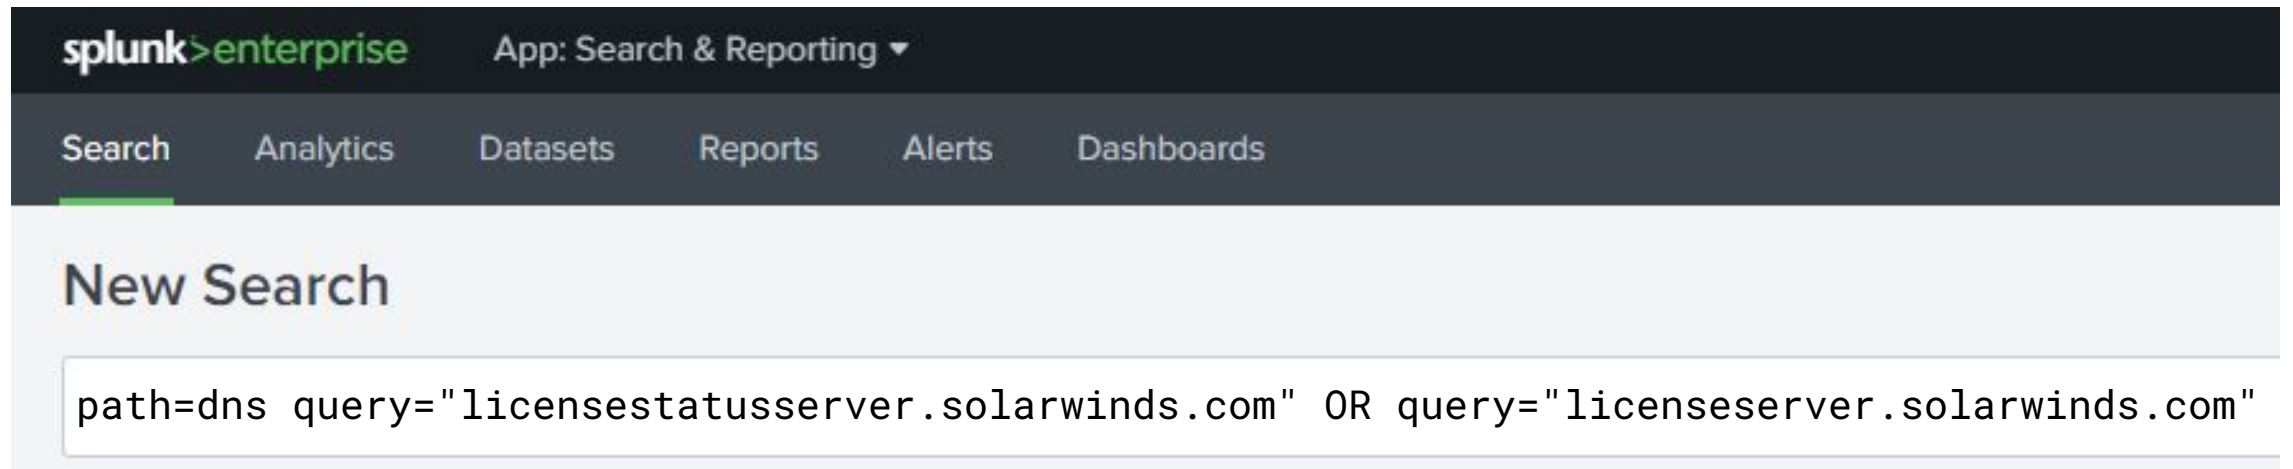 splunk>enterprise App: Search & Reporting
Search Analytics Datasets Reports Alerts Dashboards
New Search
path=dns query="licensestatusserver.solarwinds.com" OR query="licenseserver.solarwinds.com"